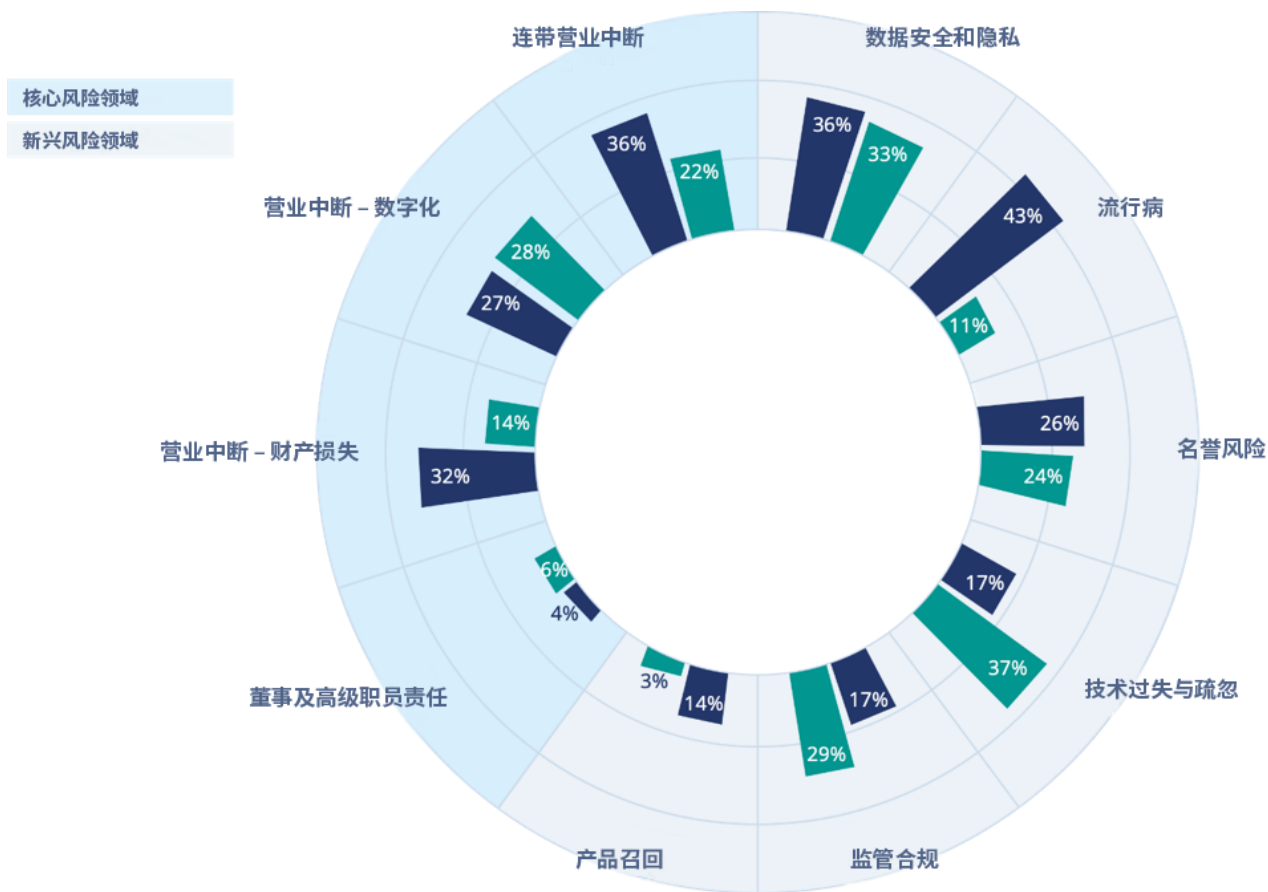 连带营业中断
数据安全和隐私
核心风险领域
新兴风险领域
36%
33%
36%
22%
43%
流行病
11%
营业中断 – 数字化
28%
27%
26%
名誉风险
24%
14%
营业中断 – 财产损失
32%
17%
37%
技术过失与疏忽
6%
4%
董事及高级职员责任
3%
14%
17%
29%
产品召回
监管合规